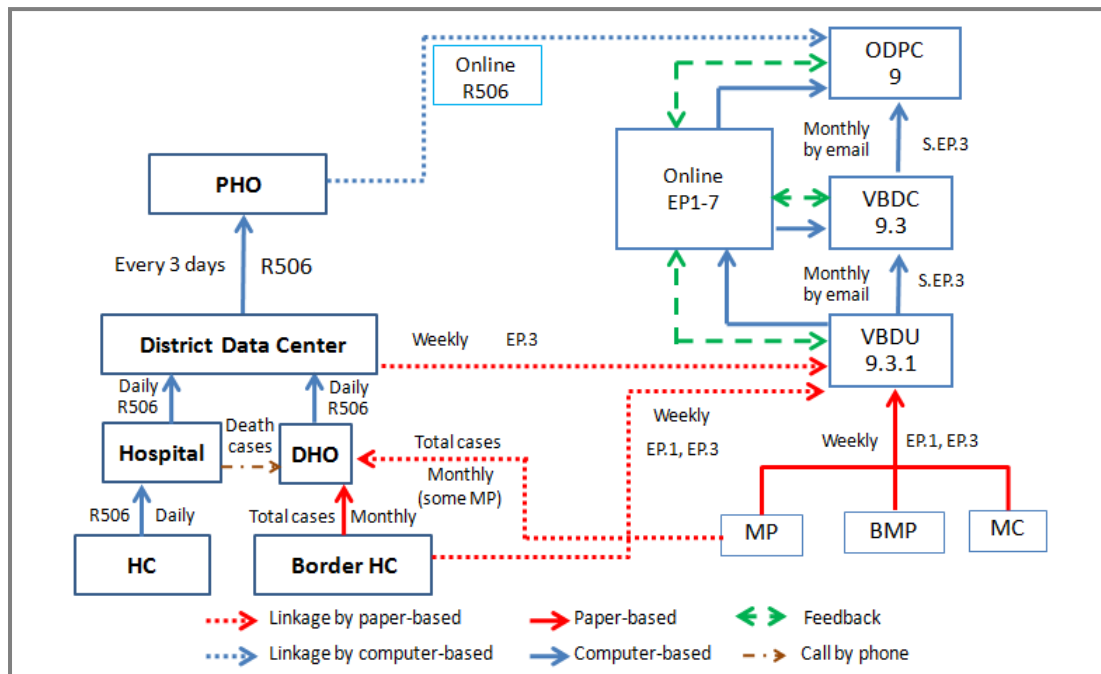 ODPC
9
Online
R506
Monthly
by email
S.EP.3
Online
EP1-7
PHO
VBDC
9.3
Every 3 days
R506
Monthly
by email
S.EP.3
District Data Center
Weekly
EP.3
VBDU
9.3.1
Daily
R506
Daily
R506
Death
cases
Hospital
DHO
Total cases
Monthly
(some MP)
Weekly
EP.1, EP.3
Weekly
EP.1, EP.3
R506
Daily
Total cases
Monthly
MP
BMP
MC
HC
Border HC
Linkage by paper-based
Paper-based
Feedback
Linkage by computer-based
Computer-based
Call by phone